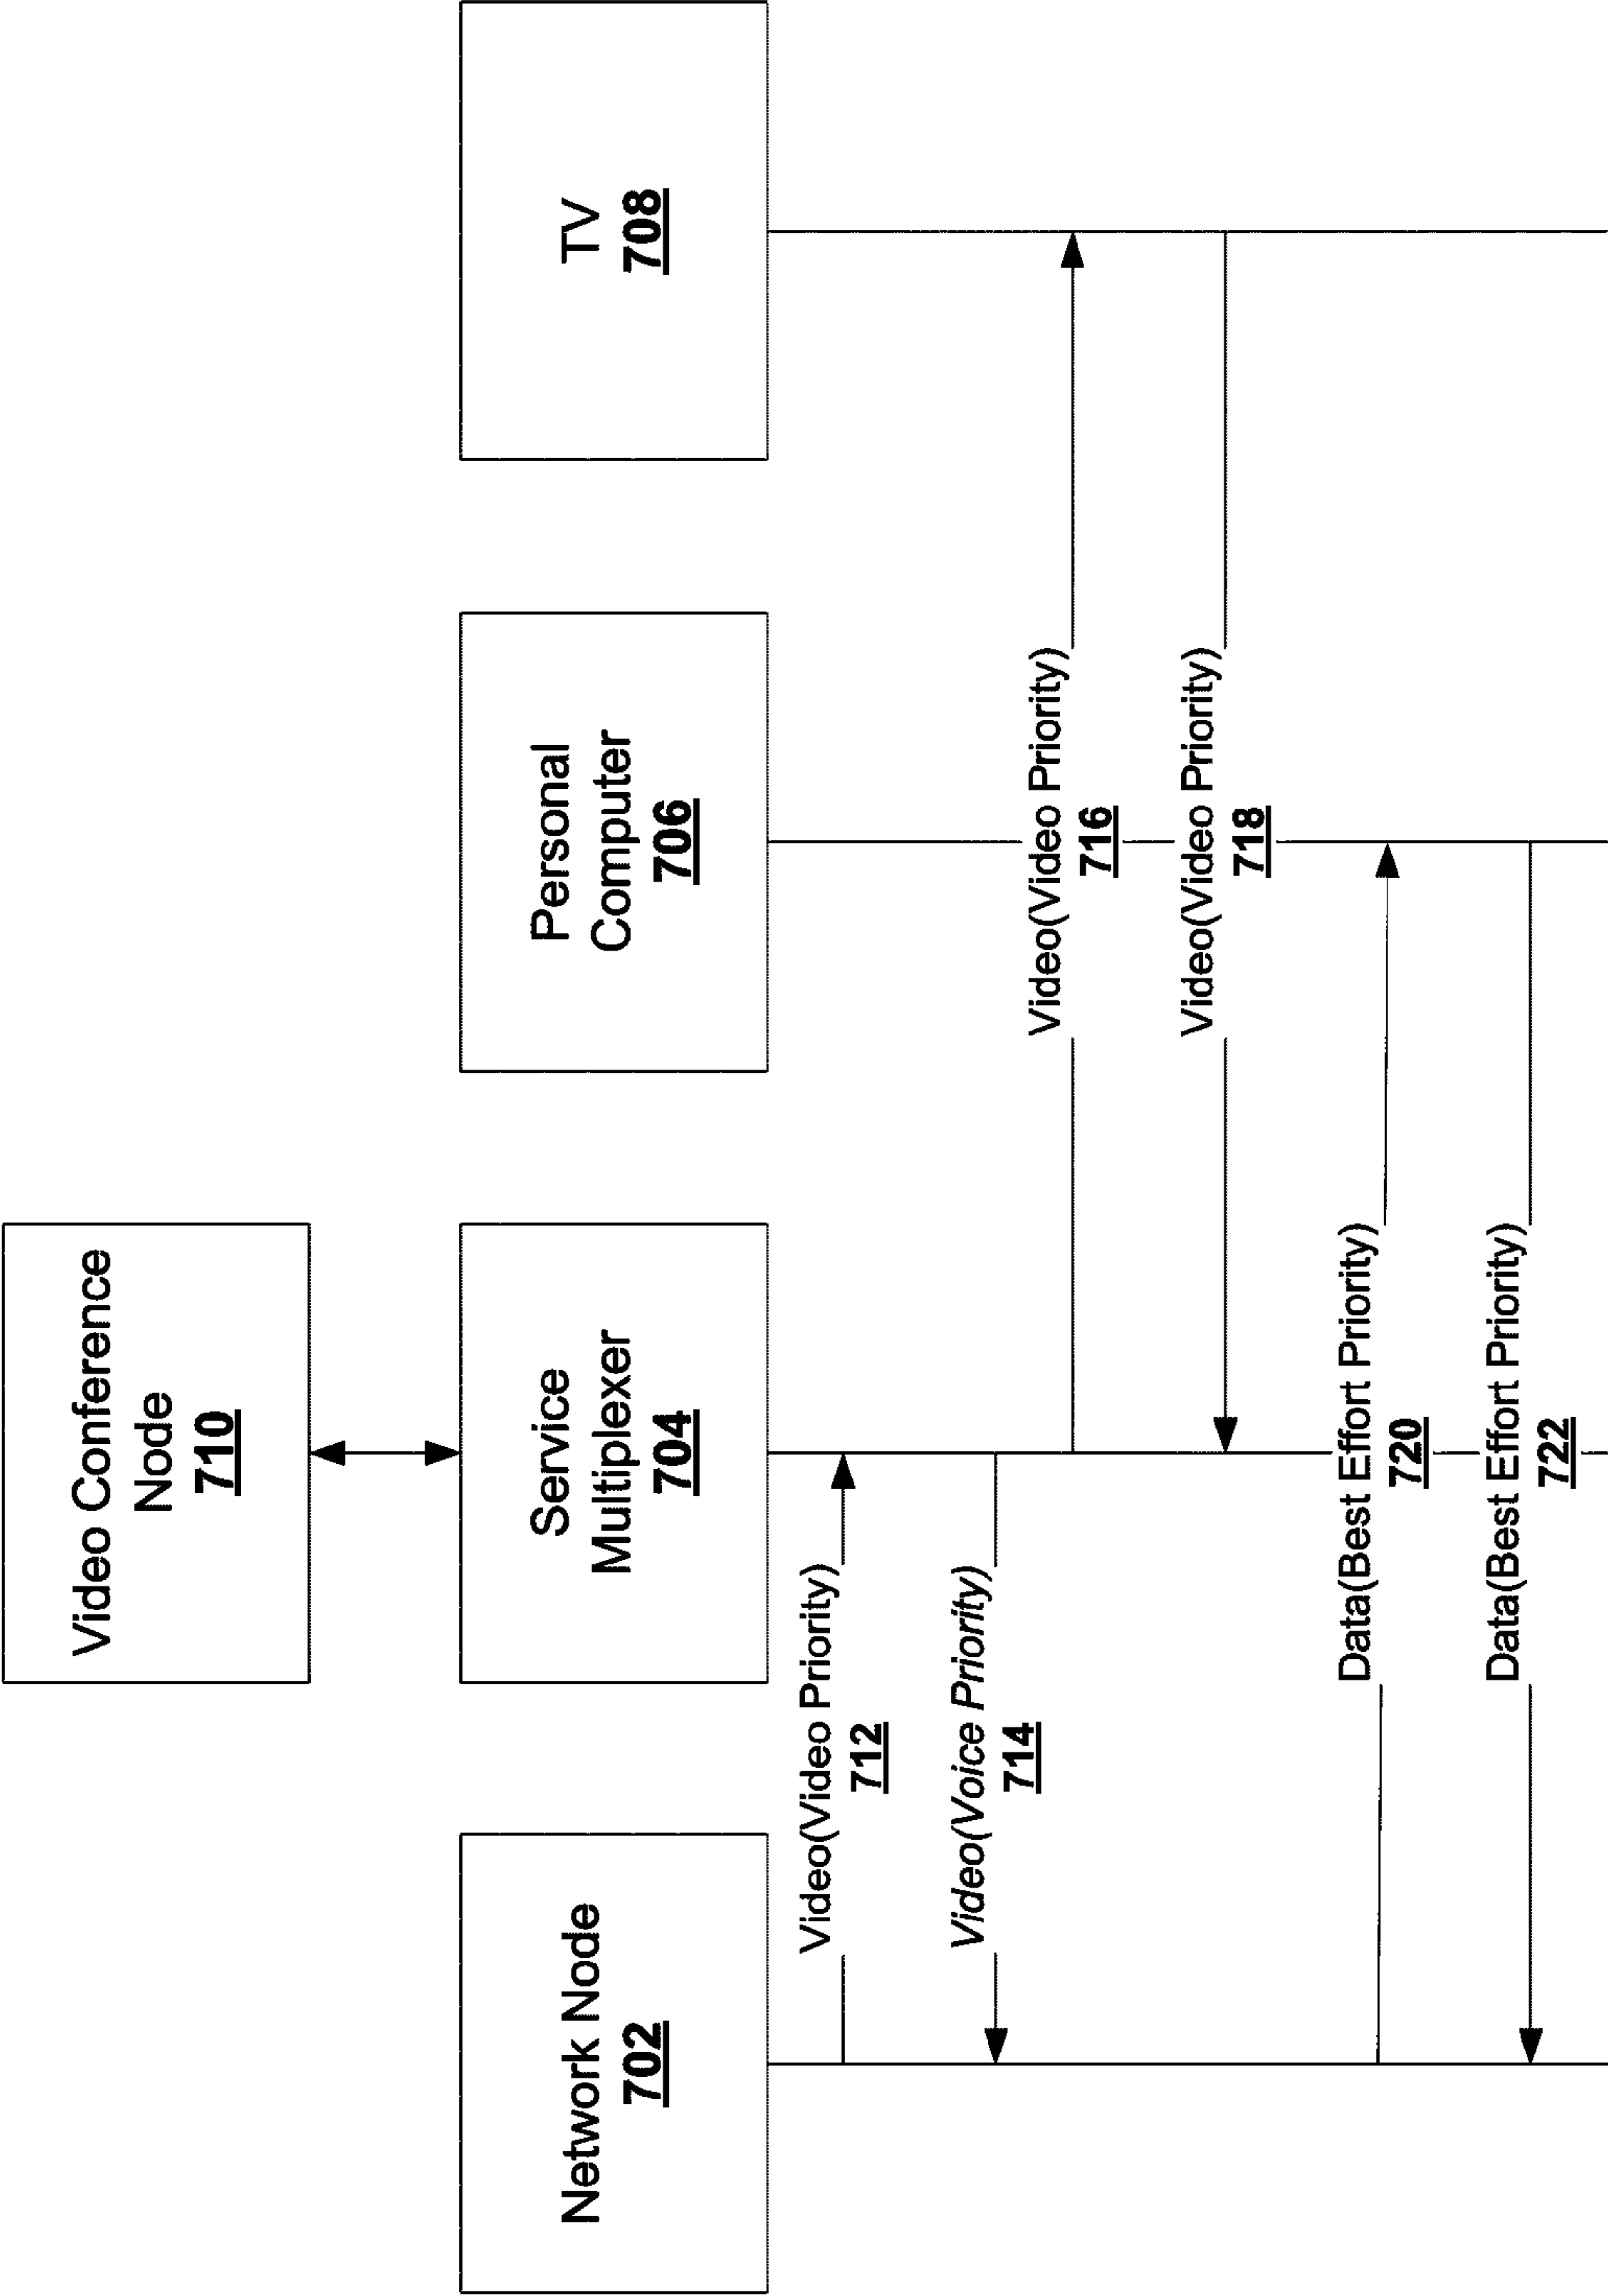 Video Conference
Node
710
Network Node
702
Service
Multiplexer
704
Personal
Computer
706
TV
708
Video(Video Priority)
712
Video(Voice Priority)
714
Video(Video Priority)
716
Video(Video Priority)
718
Data(Best Effort Priority)
720
Data(Best Effort Priority)
722